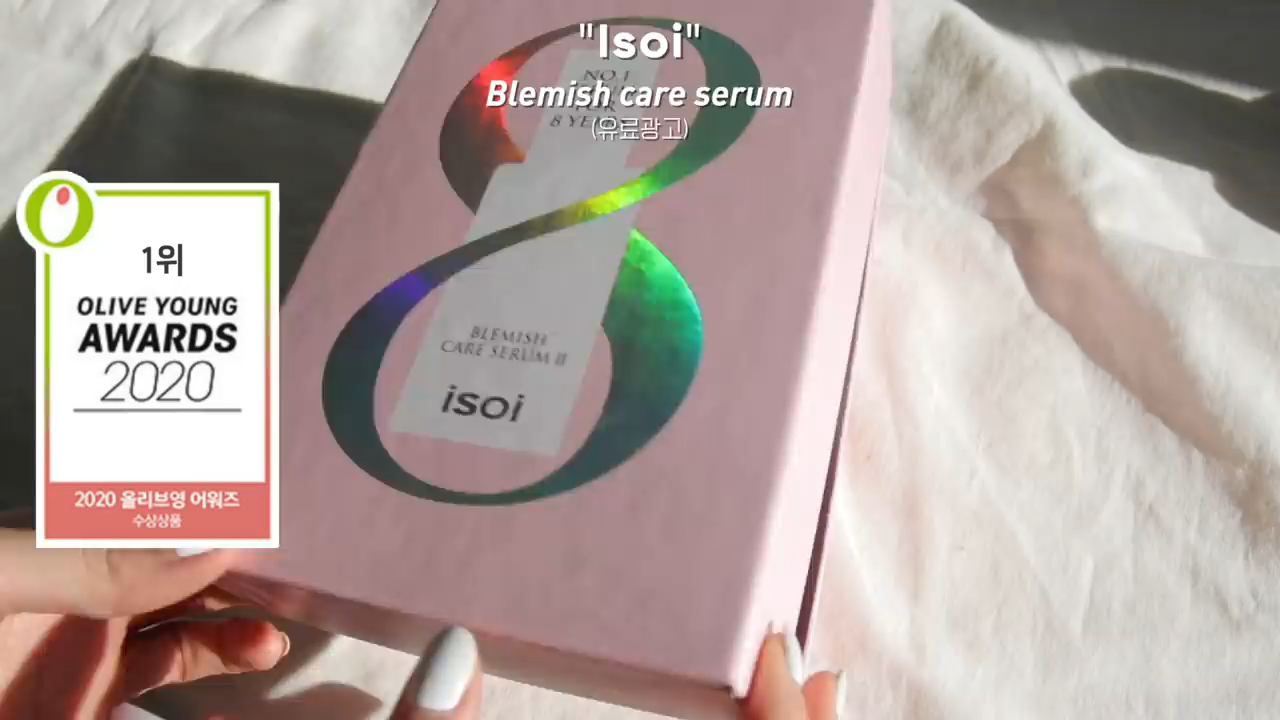 "Isoi"
Blemish care serum
(유료광고)
NO.1
8
BLEMISH
CARE SERUM II
isoi
1위
OLIVE YOUNG
AWARDS
2020
2020 올리브영 어워즈
수상상품